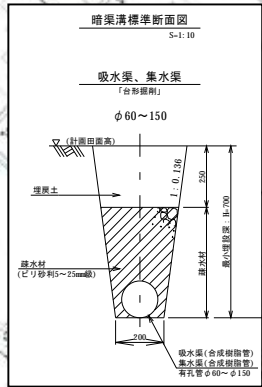 暗渠溝標準断面図
S=1:10
吸水渠、集水渠
「台形掘削」
φ60～150
(計画田面高)
埋戻土
1：0.136
250
最小埋設深：H=700
疎水材
疎水材
(ビリ砂利5～25mm級)
200
吸水渠(合成樹脂管)
集水渠(合成樹脂管)
有孔管φ60～φ150